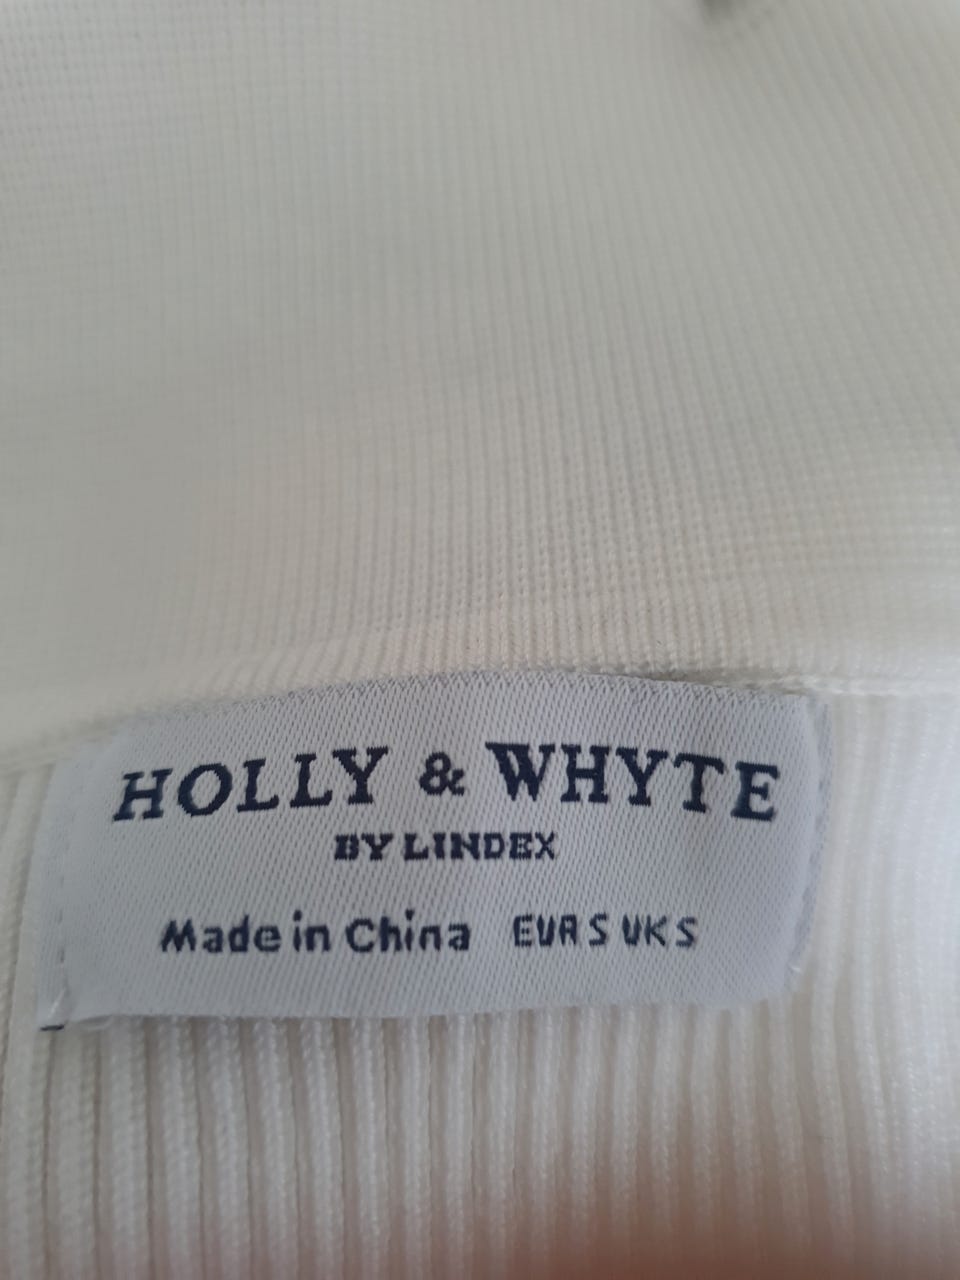 HOLLY & WHYTE
BY LINDEX
Made in China EUR S UK S